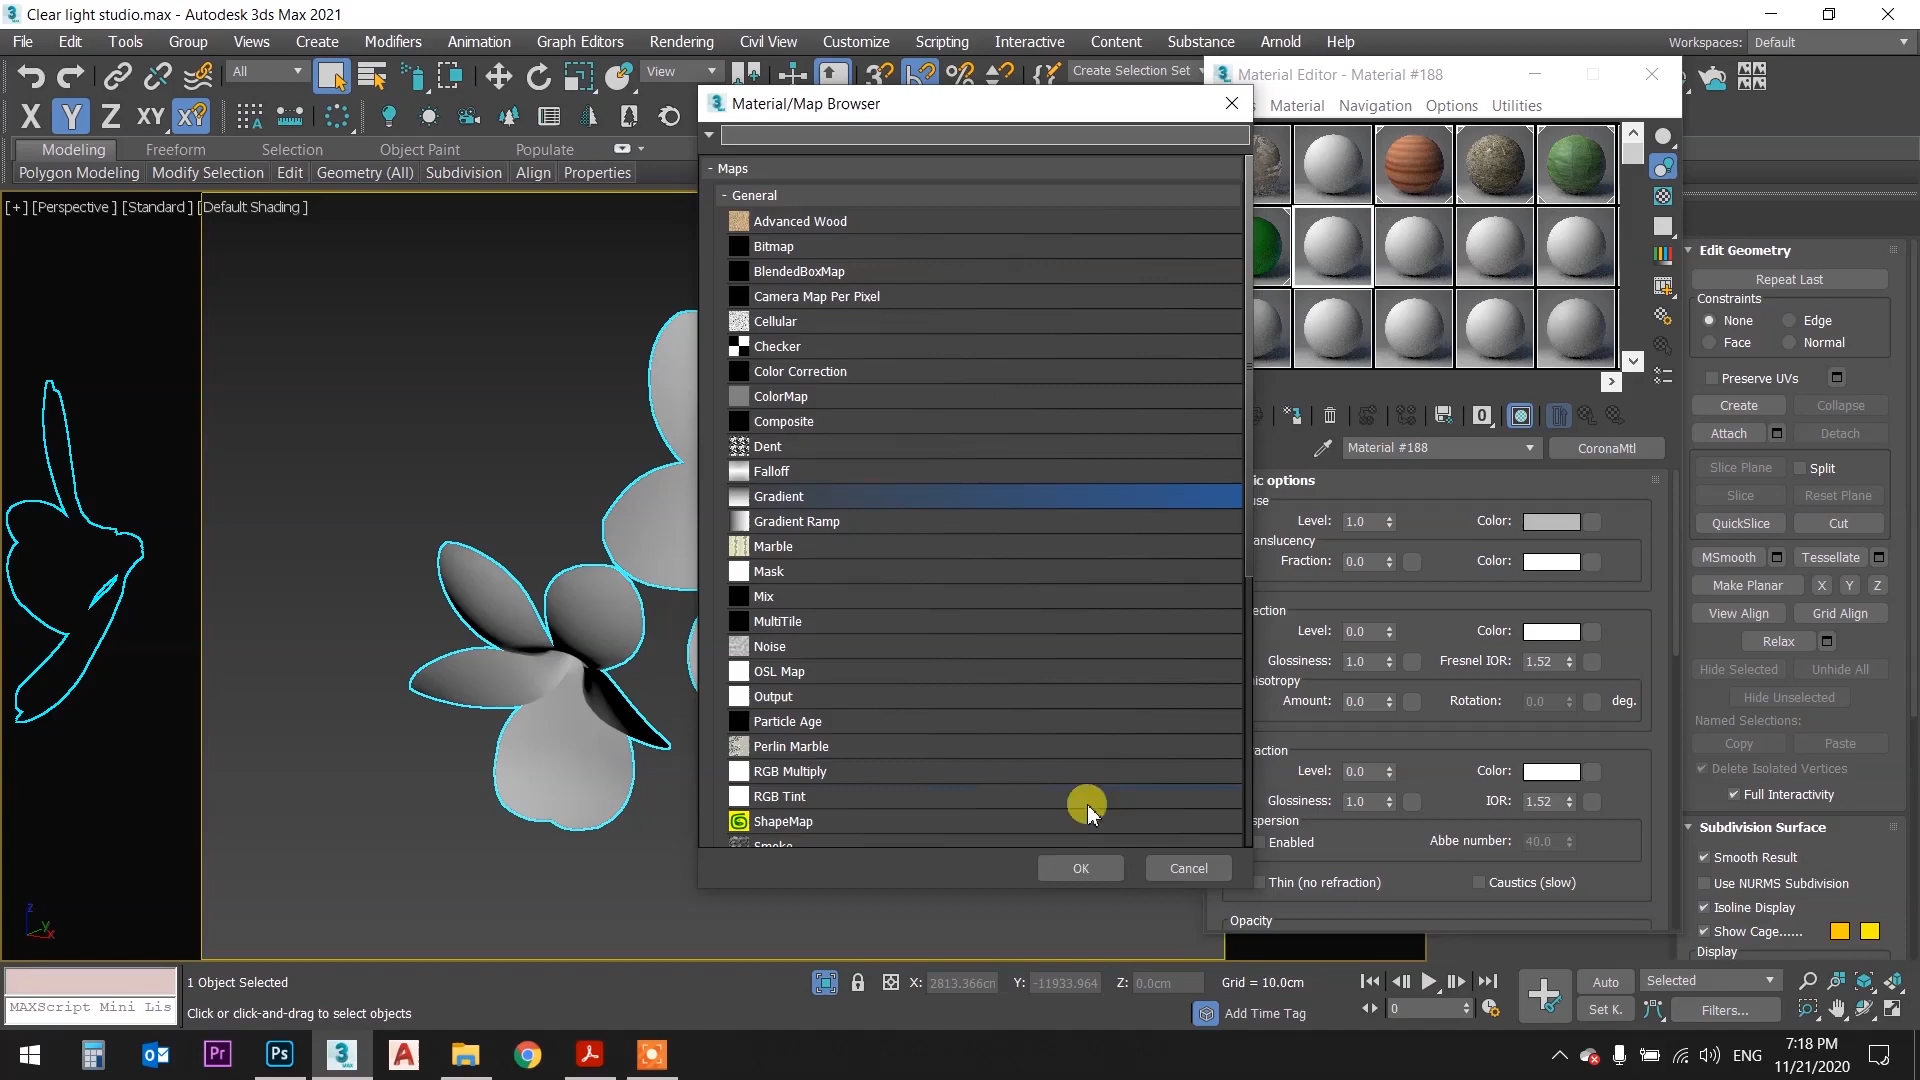 Clear light studio.max - Autodesk 3ds Max 2021
File Edit Tools Group Views Create Modifiers Animation Graph Editors Rendering Civil View Customize Scripting Interactive Content Substance Arnold Help
Workspaces: Default
All
View
Create Selection Set
X Y Z XY XY
Modeling Freeform Selection Object Paint Populate
Polygon Modeling Modify Selection Edit Geometry (All) Subdivision Align Properties
[+] [Perspective ] [Standard ] [Default Shading ]
Material/Map Browser
- Maps
- General
Advanced Wood
Bitmap
BlendedBoxMap
Camera Map Per Pixel
Cellular
Checker
Color Correction
ColorMap
Composite
Dent
Falloff
Gradient
Gradient Ramp
Marble
Mask
Mix
MultiTile
Noise
OSL Map
Output
Particle Age
Perlin Marble
RGB Multiply
RGB Tint
ShapeMap
Smoke
OK Cancel
Material Editor - Material #188
s Material Navigation Options Utilities
0
Material #188 CoronaMtl
ic options
use
Level: 1.0 Color:
anslucency
Fraction: 0.0 Color:
ection
Level: 0.0 Color:
Glossiness: 1.0 Fresnel IOR: 1.52
isotropy
Amount: 0.0 Rotation: 0.0 deg.
action
Level: 0.0 Color:
Glossiness: 1.0 IOR: 1.52
spersion
Enabled Abbe number: 40.0
Thin (no refraction) Caustics (slow)
Opacity
Edit Geometry
Repeat Last
Constraints
None Edge
Face Normal
Preserve UVs
Create Collapse
Attach Detach
Slice Plane Split
Slice Reset Plane
QuickSlice Cut
MSmooth Tessellate
Make Planar X Y Z
View Align Grid Align
Relax
Hide Selected Unhide All
Hide Unselected
Named Selections:
Copy Paste
Delete Isolated Vertices
Full Interactivity
Subdivision Surface
Smooth Result
Use NURMS Subdivision
Isoline Display
Show Cage......
Display
z y x
MAXScript Mini Lis
1 Object Selected
Click or click-and-drag to select objects
X: 2813.366cn Y: -11933.964 Z: 0.0cm Grid = 10.0cm
Add Time Tag
0
Auto Selected
Set K. Filters...
ENG
7:18 PM
11/21/2020